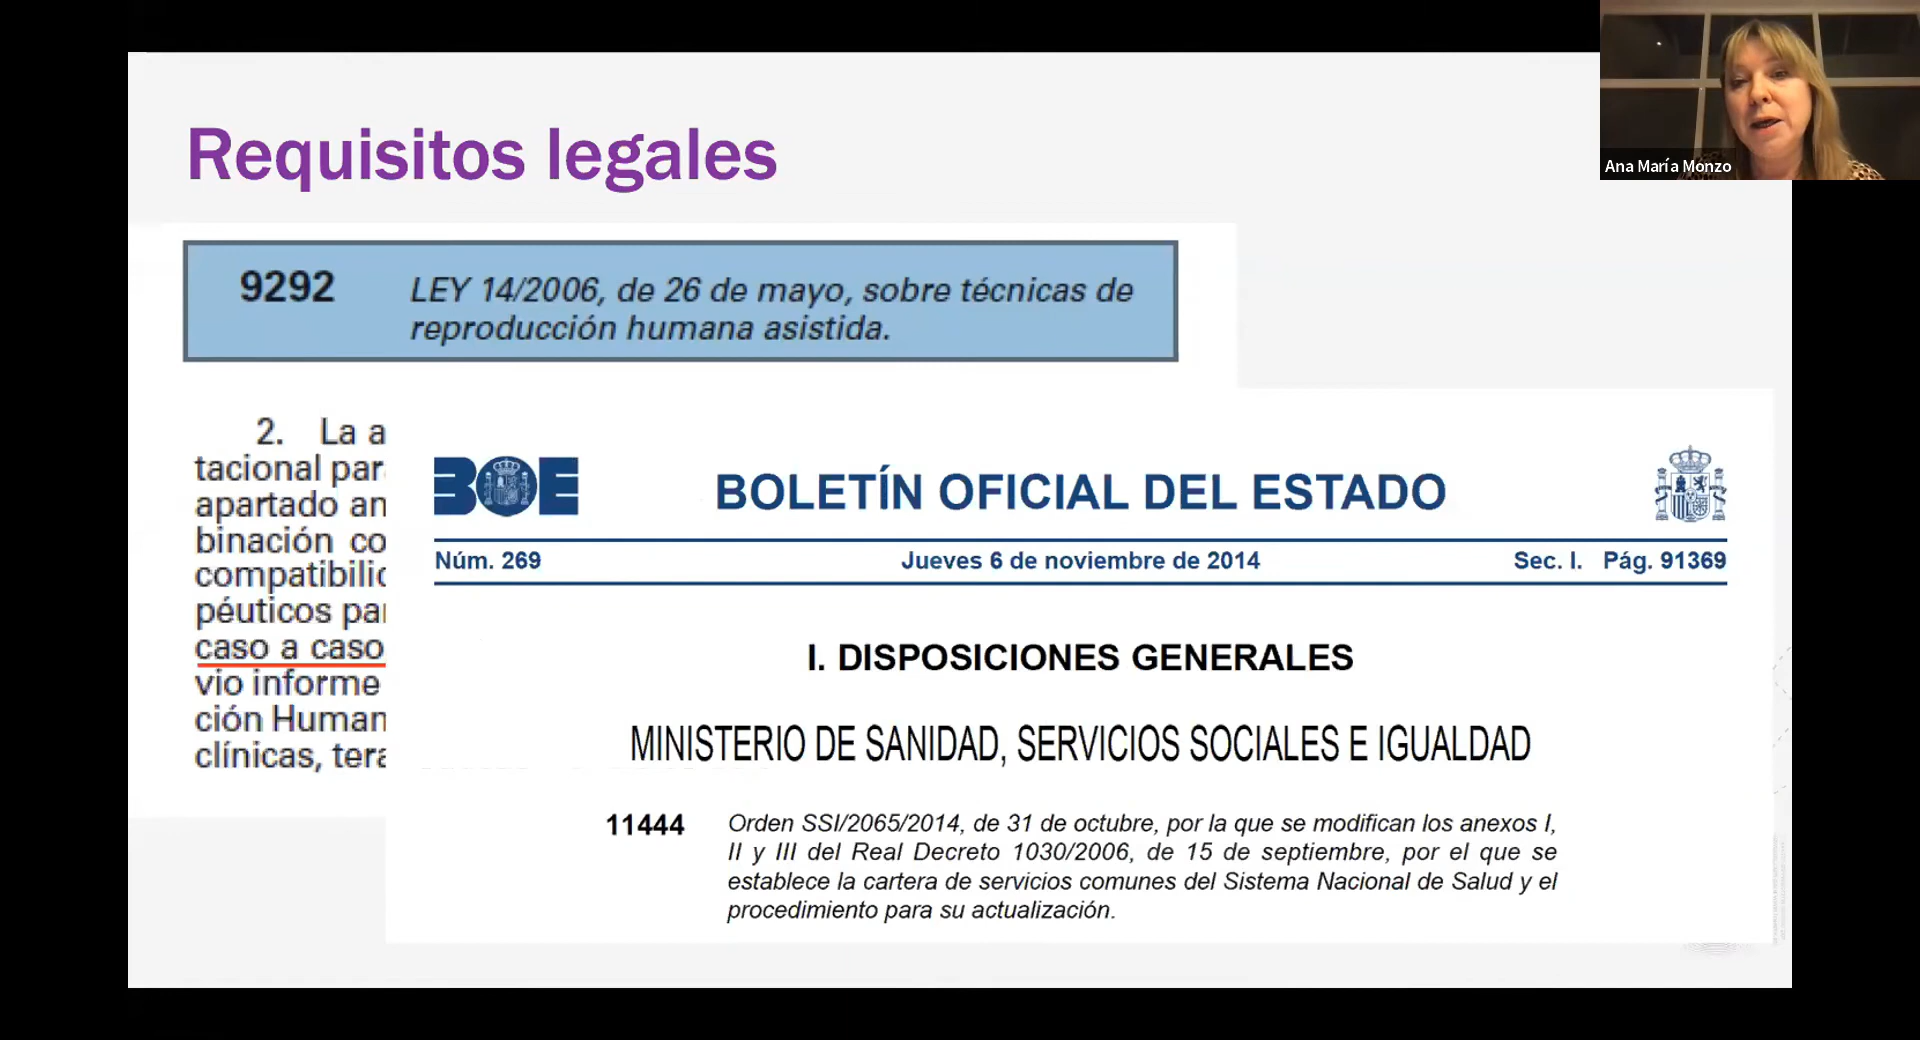 Requisitos legales
Ana María Monzo
9292 LEY 14/2006, de 26 de mayo, sobre técnicas de
reproducción humana asistida.
2. La a
tacional par
apartado an
binación co
compatibilic
péuticos par
caso a caso
vio informe
ción Human
clínicas, tera
BOE BOLETÍN OFICIAL DEL ESTADO
Núm. 269 Jueves 6 de noviembre de 2014 Sec. I. Pág. 91369
I. DISPOSICIONES GENERALES
MINISTERIO DE SANIDAD, SERVICIOS SOCIALES E IGUALDAD
11444 Orden SSI/2065/2014, de 31 de octubre, por la que se modifican los anexos I,
II y III del Real Decreto 1030/2006, de 15 de septiembre, por el que se
establece la cartera de servicios comunes del Sistema Nacional de Salud y el
procedimiento para su actualización.